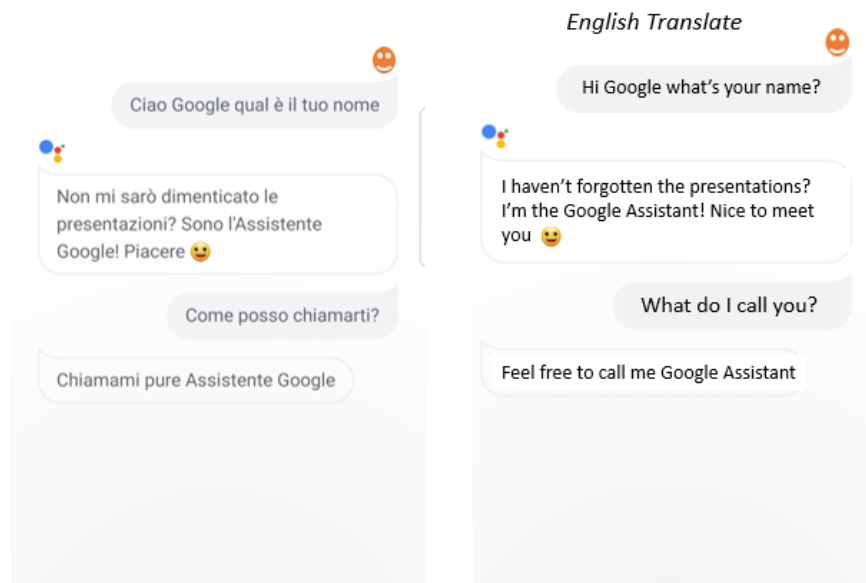 Ciao Google qual è il tuo nome
Non mi sarò dimenticato le
presentazioni? Sono l'Assistente
Google! Piacere 😀
Come posso chiamarti?
Chiamami pure Assistente Google
English Translate
Hi Google what's your name?
I haven't forgotten the presentations?
I'm the Google Assistant! Nice to meet
you 😀
What do I call you?
Feel free to call me Google Assistant